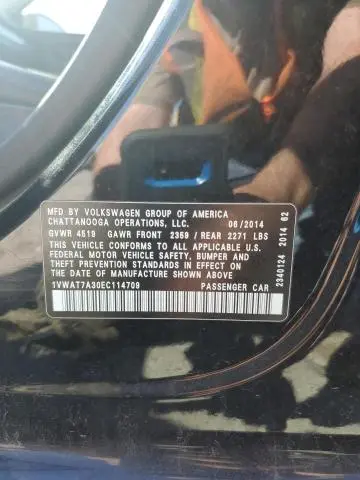 MFD BY VOLKSWAGEN GROUP OF AMERICA
CHATTANOOGA OPERATIONS, LLC. 06/2014
GVWR 4519 GAWR FRONT 2369 / REAR 2271 LBS
THIS VEHICLE CONFORMS TO ALL APPLICABLE U.S.
FEDERAL MOTOR VEHICLE SAFETY, BUMPER AND
THEFT PREVENTION STANDARDS IN EFFECT ON
THE DATE OF MANUFACTURE SHOWN ABOVE
1VWAT7A30EC114709 PASSENGER CAR
2340124 2014 62